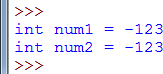 >>>
int num1 = -123
int num2 = -123
>>>